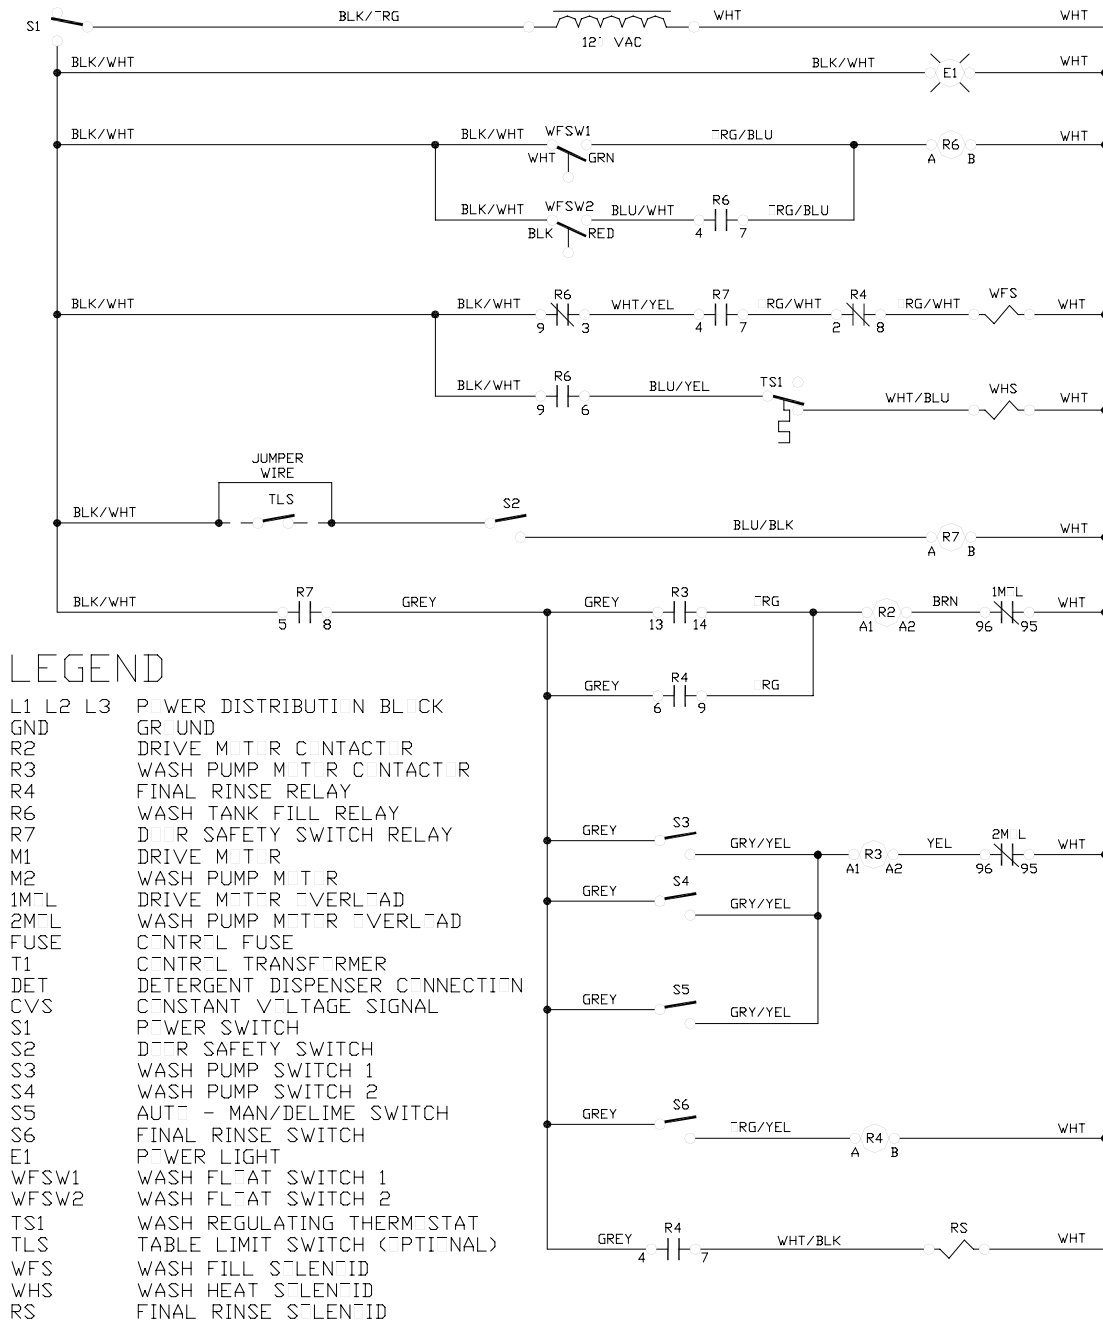 S1 BLK/ORG 120 VAC WHT WHT
BLK/WHT BLK/WHT E1 WHT
BLK/WHT BLK/WHT WFSW1 ORG/BLU R6 WHT
WHT GRN A B
BLK/WHT WFSW2 BLU/WHT R6 ORG/BLU
BLK RED 4 7
BLK/WHT BLK/WHT R6 WHT/YEL R7 ORG/WHT R4 ORG/WHT WFS WHT
9 3 4 7 2 8
BLK/WHT R6 BLU/YEL TS1 WHT/BLU WHS WHT
9 6
JUMPER
WIRE
BLK/WHT TLS S2 BLU/BLK R7 WHT
A B
BLK/WHT R7 GREY GREY R3 ORG R2 BRN 1MOL WHT
5 8 13 14 A1 A2 96 95
GREY R4 ORG
6 9
GREY S3 GRY/YEL R3 YEL 2MOL WHT
A1 A2 96 95
GREY S4 GRY/YEL
GREY S5 GRY/YEL
GREY S6 ORG/YEL R4 WHT
A B
GREY R4 WHT/BLK RS WHT
4 7
LEGEND
L1 L2 L3 POWER DISTRIBUTION BLOCK
GND GROUND
R2 DRIVE MOTOR CONTACTOR
R3 WASH PUMP MOTOR CONTACTOR
R4 FINAL RINSE RELAY
R6 WASH TANK FILL RELAY
R7 DOOR SAFETY SWITCH RELAY
M1 DRIVE MOTOR
M2 WASH PUMP MOTOR
1MOL DRIVE MOTOR OVERLOAD
2MOL WASH PUMP MOTOR OVERLOAD
FUSE CONTROL FUSE
T1 CONTROL TRANSFORMER
DET DETERGENT DISPENSER CONNECTION
CVS CONSTANT VOLTAGE SIGNAL
S1 POWER SWITCH
S2 DOOR SAFETY SWITCH
S3 WASH PUMP SWITCH 1
S4 WASH PUMP SWITCH 2
S5 AUTO - MAN/DELIME SWITCH
S6 FINAL RINSE SWITCH
E1 POWER LIGHT
WFSW1 WASH FLOAT SWITCH 1
WFSW2 WASH FLOAT SWITCH 2
TS1 WASH REGULATING THERMOSTAT
TLS TABLE LIMIT SWITCH (OPTIONAL)
WFS WASH FILL SOLENOID
WHS WASH HEAT SOLENOID
RS FINAL RINSE SOLENOID